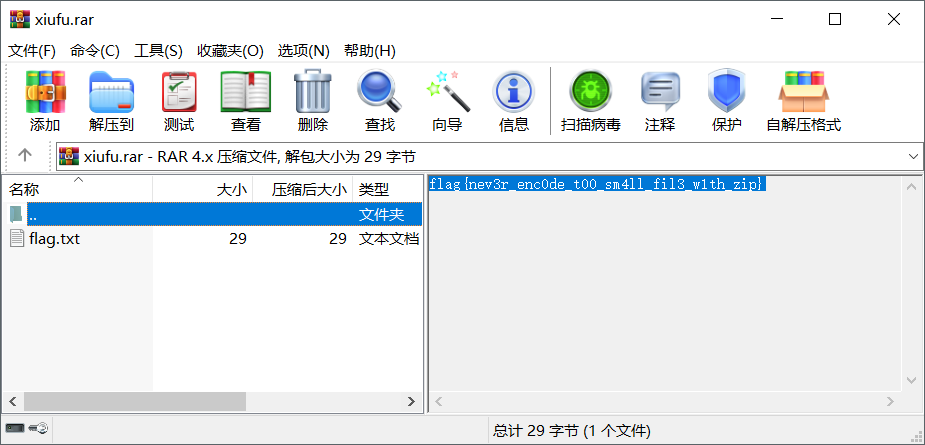 xiufu.rar
文件(F) 命令(C) 工具(S) 收藏夹(O) 选项(N) 帮助(H)
添加 解压到 测试 查看 删除 查找 向导 信息 扫描病毒 注释 保护 自解压格式
xiufu.rar - RAR 4.x 压缩文件, 解包大小为 29 字节
名称 大小 压缩后大小 类型
.. 文件夹
flag.txt 29 29 文本文档
flag{nev3r_enc0de_t00_sm4ll_fil3_w1th_zip}
总计 29 字节 (1 个文件)